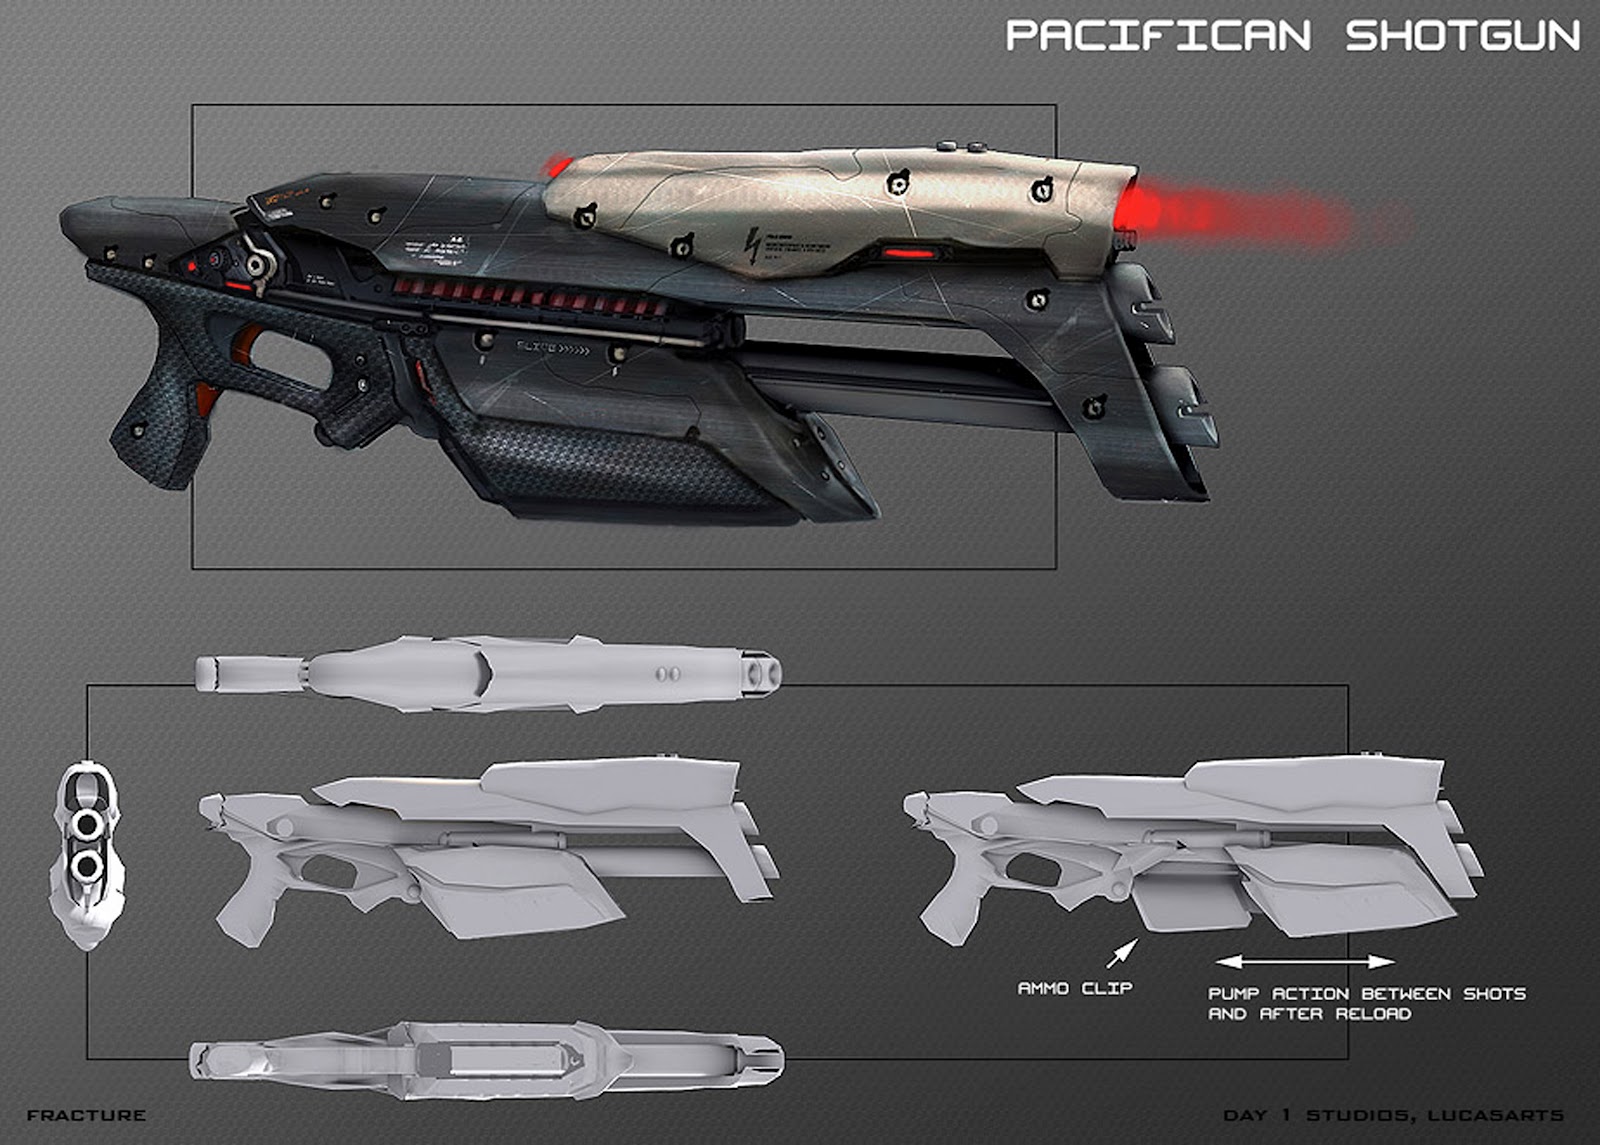 PACIFICAN SHOTGUN
AMMO CLIP
PUMP ACTION BETWEEN SHOTS
AND AFTER RELOAD
FRACTURE
DAY 1 STUDIOS, LUCASARTS